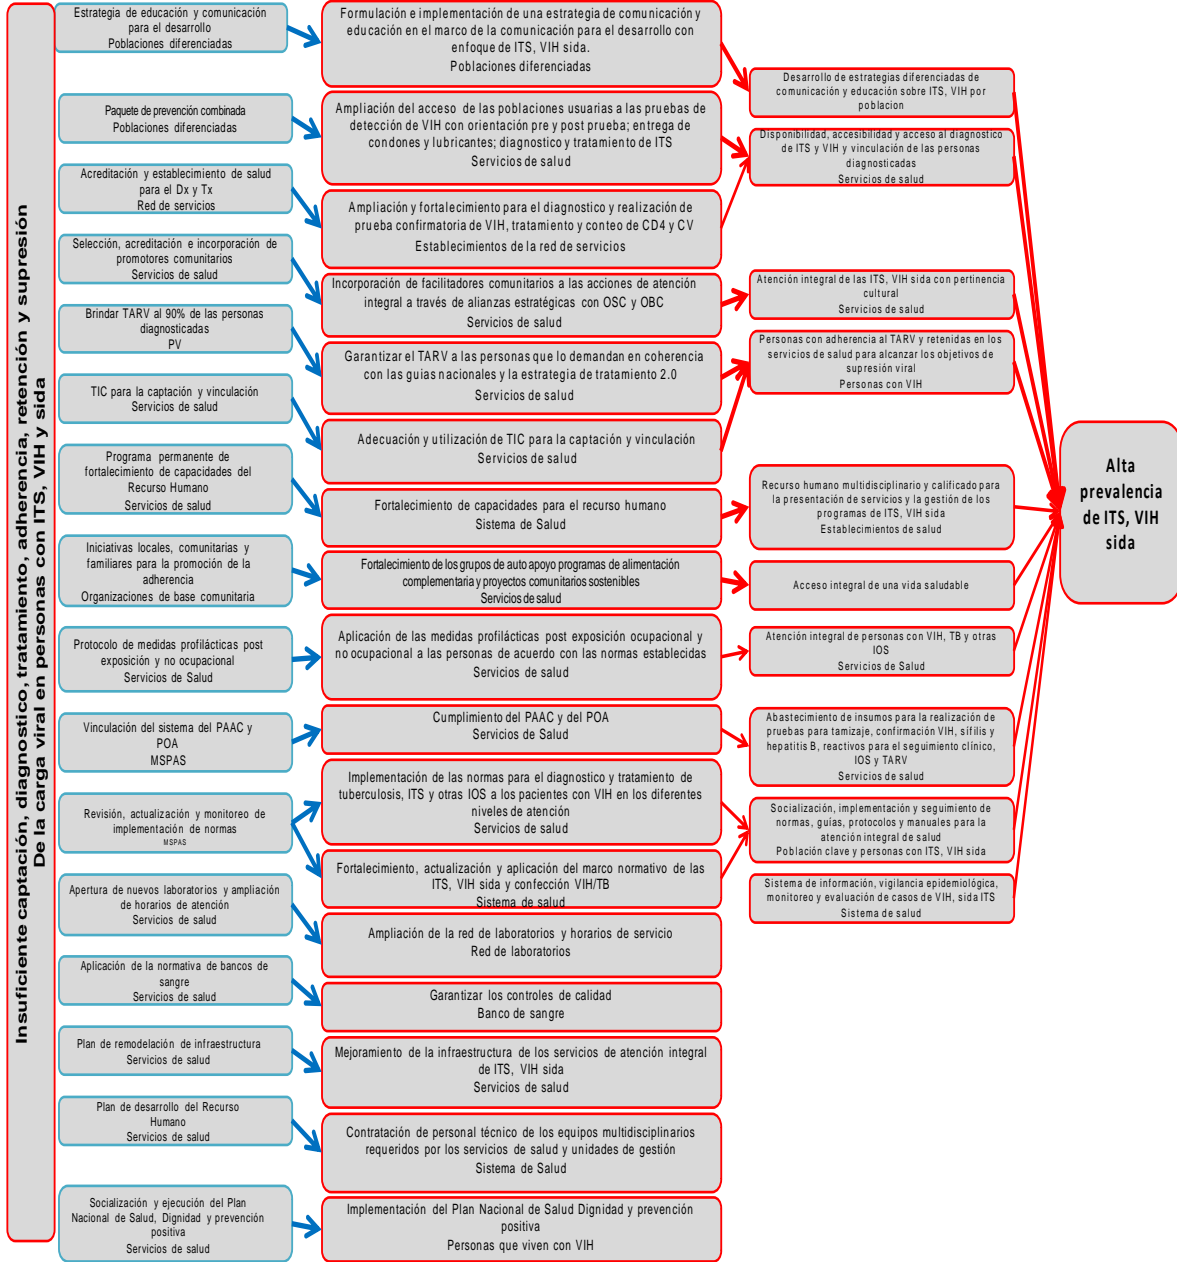 Insuficiente captación, diagnostico, tratamiento, adherencia, retención y supresión
De la carga viral en personas con ITS, VIH y sida
Estrategia de educación y comunicación
para el desarrollo
Poblaciones diferenciadas
Paquete de prevención combinada
Poblaciones diferenciadas
Acreditación y establecimiento de salud
para el Dx y Tx
Red de servicios
Selección, acreditación e incorporación de
promotores comunitarios
Servicios de salud
Brindar TARV al 90% de las personas
diagnosticadas
PV
TIC para la captación y vinculación
Servicios de salud
Programa permanente de
fortalecimiento de capacidades del
Recurso Humano
Servicios de salud
Iniciativas locales, comunitarias y
familiares para la promoción de la
adherencia
Organizaciones de base comunitaria
Protocolo de medidas profilácticas post
exposición y no ocupacional
Servicios de Salud
Vinculación del sistema del PAAC y
POA
MSPAS
Revisión, actualización y monitoreo de
implementación de normas
MSPAS
Apertura de nuevos laboratorios y ampliación
de horarios de atención
Servicios de salud
Aplicación de la normativa de bancos de
sangre
Servicios de salud
Plan de remodelación de infraestructura
Servicios de salud
Plan de desarrollo del Recurso
Humano
Servicios de salud
Socialización y ejecución del Plan
Nacional de Salud, Dignidad y prevención
positiva
Servicios de salud
Formulación e implementación de una estrategia de comunicación y
educación en el marco de la comunicación para el desarrollo con
enfoque de ITS, VIH sida.
Poblaciones diferenciadas
Ampliación del acceso de las poblaciones usuarias a las pruebas de
detección de VIH con orientación pre y post prueba; entrega de
condones y lubricantes; diagnostico y tratamiento de ITS
Servicios de salud
Ampliación y fortalecimiento para el diagnostico y realización de
prueba confirmatoria de VIH, tratamiento y conteo de CD4 y CV
Establecimientos de la red de servicios
Incorporación de facilitadores comunitarios a las acciones de atención
integral a través de alianzas estratégicas con OSC y OBC
Servicios de salud
Garantizar el TARV a las personas que lo demandan en coherencia
con las guias nacionales y la estrategia de tratamiento 2.0
Servicios de salud
Adecuación y utilización de TIC para la captación y vinculación
Servicios de salud
Fortalecimiento de capacidades para el recurso humano
Sistema de Salud
Fortalecimiento de los grupos de auto apoyo programas de alimentación
complementaria y proyectos comunitarios sostenibles
Servicios de salud
Aplicación de las medidas profilácticas post exposición ocupacional y
no ocupacional a las personas de acuerdo con las normas establecidas
Servicios de salud
Cumplimiento del PAAC y del POA
Servicios de Salud
Implementación de las normas para el diagnostico y tratamiento de
tuberculosis, ITS y otras IOS a los pacientes con VIH en los diferentes
niveles de atención
Servicios de salud
Fortalecimiento, actualización y aplicación del marco normativo de las
ITS, VIH sida y confección VIH/TB
Sistema de salud
Ampliación de la red de laboratorios y horarios de servicio
Red de laboratorios
Garantizar los controles de calidad
Banco de sangre
Mejoramiento de la infraestructura de los servicios de atención integral
de ITS, VIH sida
Servicios de salud
Contratación de personal técnico de los equipos multidisciplinarios
requeridos por los servicios de salud y unidades de gestión
Sistema de Salud
Implementación del Plan Nacional de Salud Dignidad y prevención
positiva
Personas que viven con VIH
Desarrollo de estrategias diferenciadas de
comunicación y educación sobre ITS, VIH por
poblacion
Disponibilidad, accesibilidad y acceso al diagnostico
de ITS y VIH y vinculación de las personas
diagnosticadas
Servicios de salud
Atención integral de las ITS, VIH sida con pertinencia
cultural
Servicios de salud
Personas con adherencia al TARV y retenidas en los
servicios de salud para alcanzar los objetivos de
supresión viral
Personas con VIH
Recurso humano multidisciplinario y calificado para
la presentación de servicios y la gestión de los
programas de ITS, VIH sida
Establecimientos de salud
Acceso integral de una vida saludable
Atención integral de personas con VIH, TB y otras
IOS
Servicios de Salud
Abastecimiento de insumos para la realización de
pruebas para tamizaje, confirmación VIH, sífilis y
hepatitis B, reactivos para el seguimiento clínico,
IOS y TARV
Servicios de salud
Socialización, implementación y seguimiento de
normas, guías, protocolos y manuales para la
atención integral de salud
Población clave y personas con ITS, VIH sida
Sistema de información, vigilancia epidemiológica,
monitoreo y evaluación de casos de VIH, sida ITS
Sistema de salud
Alta
prevalencia
de ITS, VIH
sida